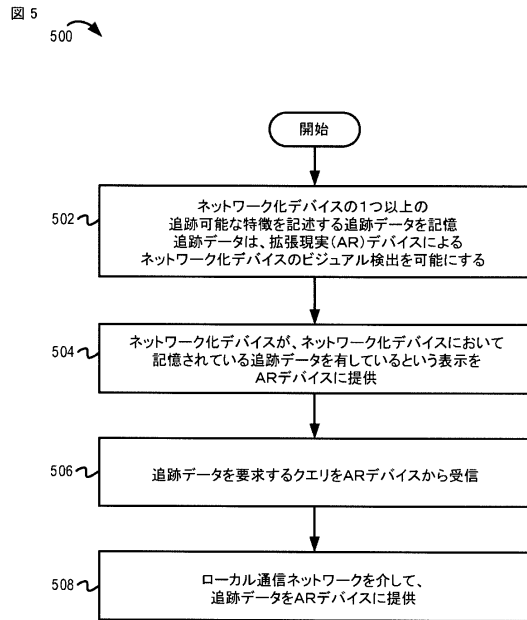 図 5
500
開始
502
ネットワーク化デバイスの1つ以上の
追跡可能な特徴を記述する追跡データを記憶
追跡データは、拡張現実(AR)デバイスによる
ネットワーク化デバイスのビジュアル検出を可能にする
504
ネットワーク化デバイスが、ネットワーク化デバイスにおいて
記憶されている追跡データを有しているという表示を
ARデバイスに提供
506
追跡データを要求するクエリをARデバイスから受信
508
ローカル通信ネットワークを介して、
追跡データをARデバイスに提供